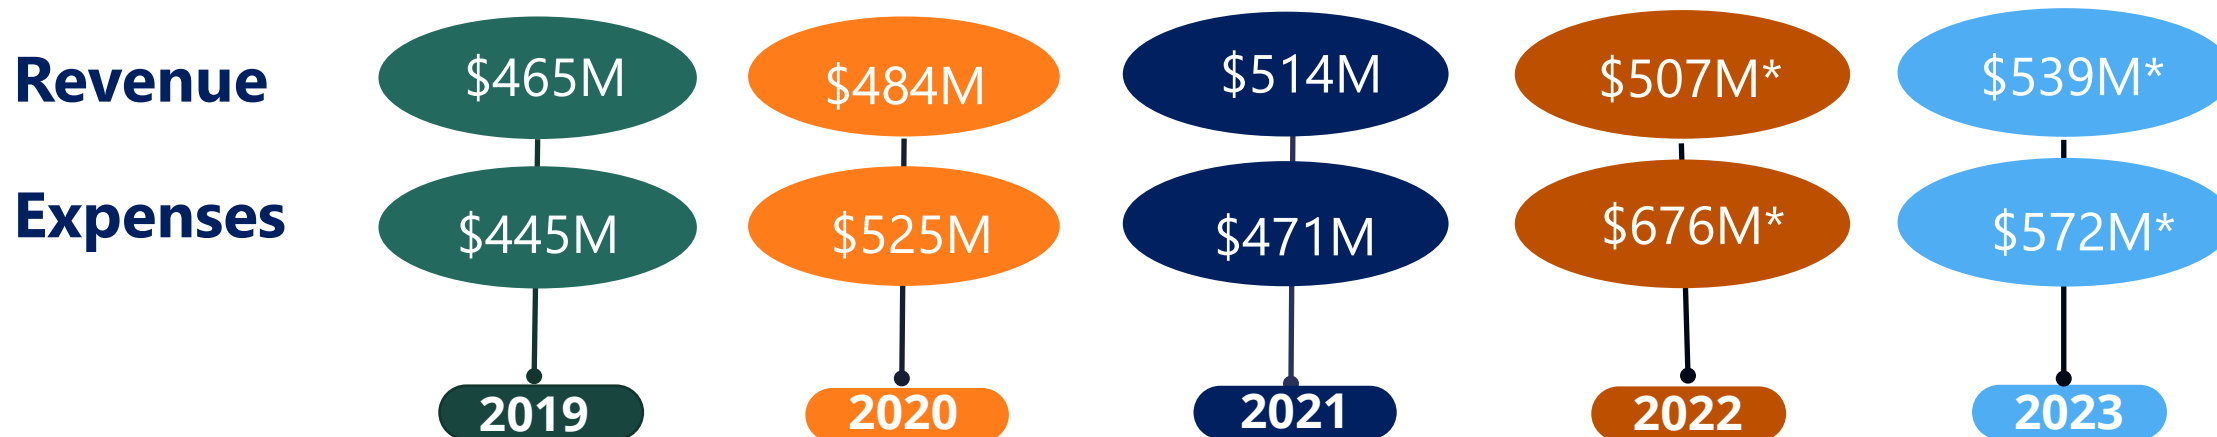 Revenue $465M $484M $514M $507M* $539M*
Expenses $445M $525M $471M $676M* $572M*
2019 2020 2021 2022 2023